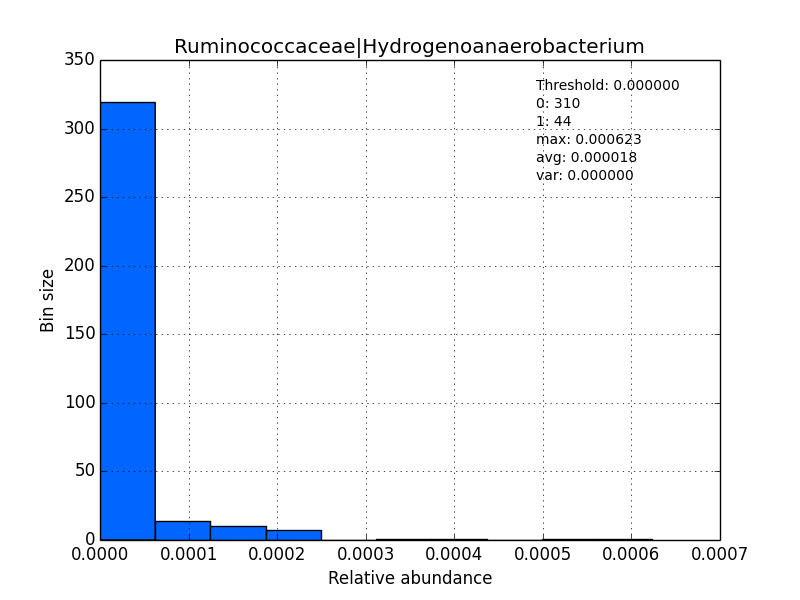 Ruminococcaceae|Hydrogenoanaerobacterium
Threshold: 0.000000
0: 310
1: 44
max: 0.000623
avg: 0.000018
var: 0.000000
350
300
250
200
150
100
50
0
Bin size
0.0000 0.0001 0.0002 0.0003 0.0004 0.0005 0.0006 0.0007
Relative abundance